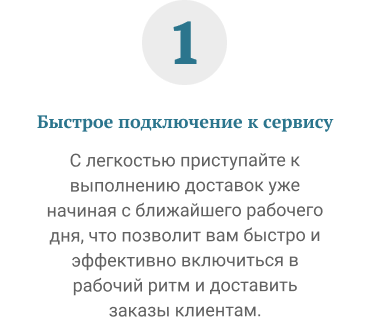 1
Быстрое подключение к сервису
С легкостью приступайте к
выполнению доставок уже
начиная с ближайшего рабочего
дня, что позволит вам быстро и
эффективно включиться в
рабочий ритм и доставить
заказы клиентам.